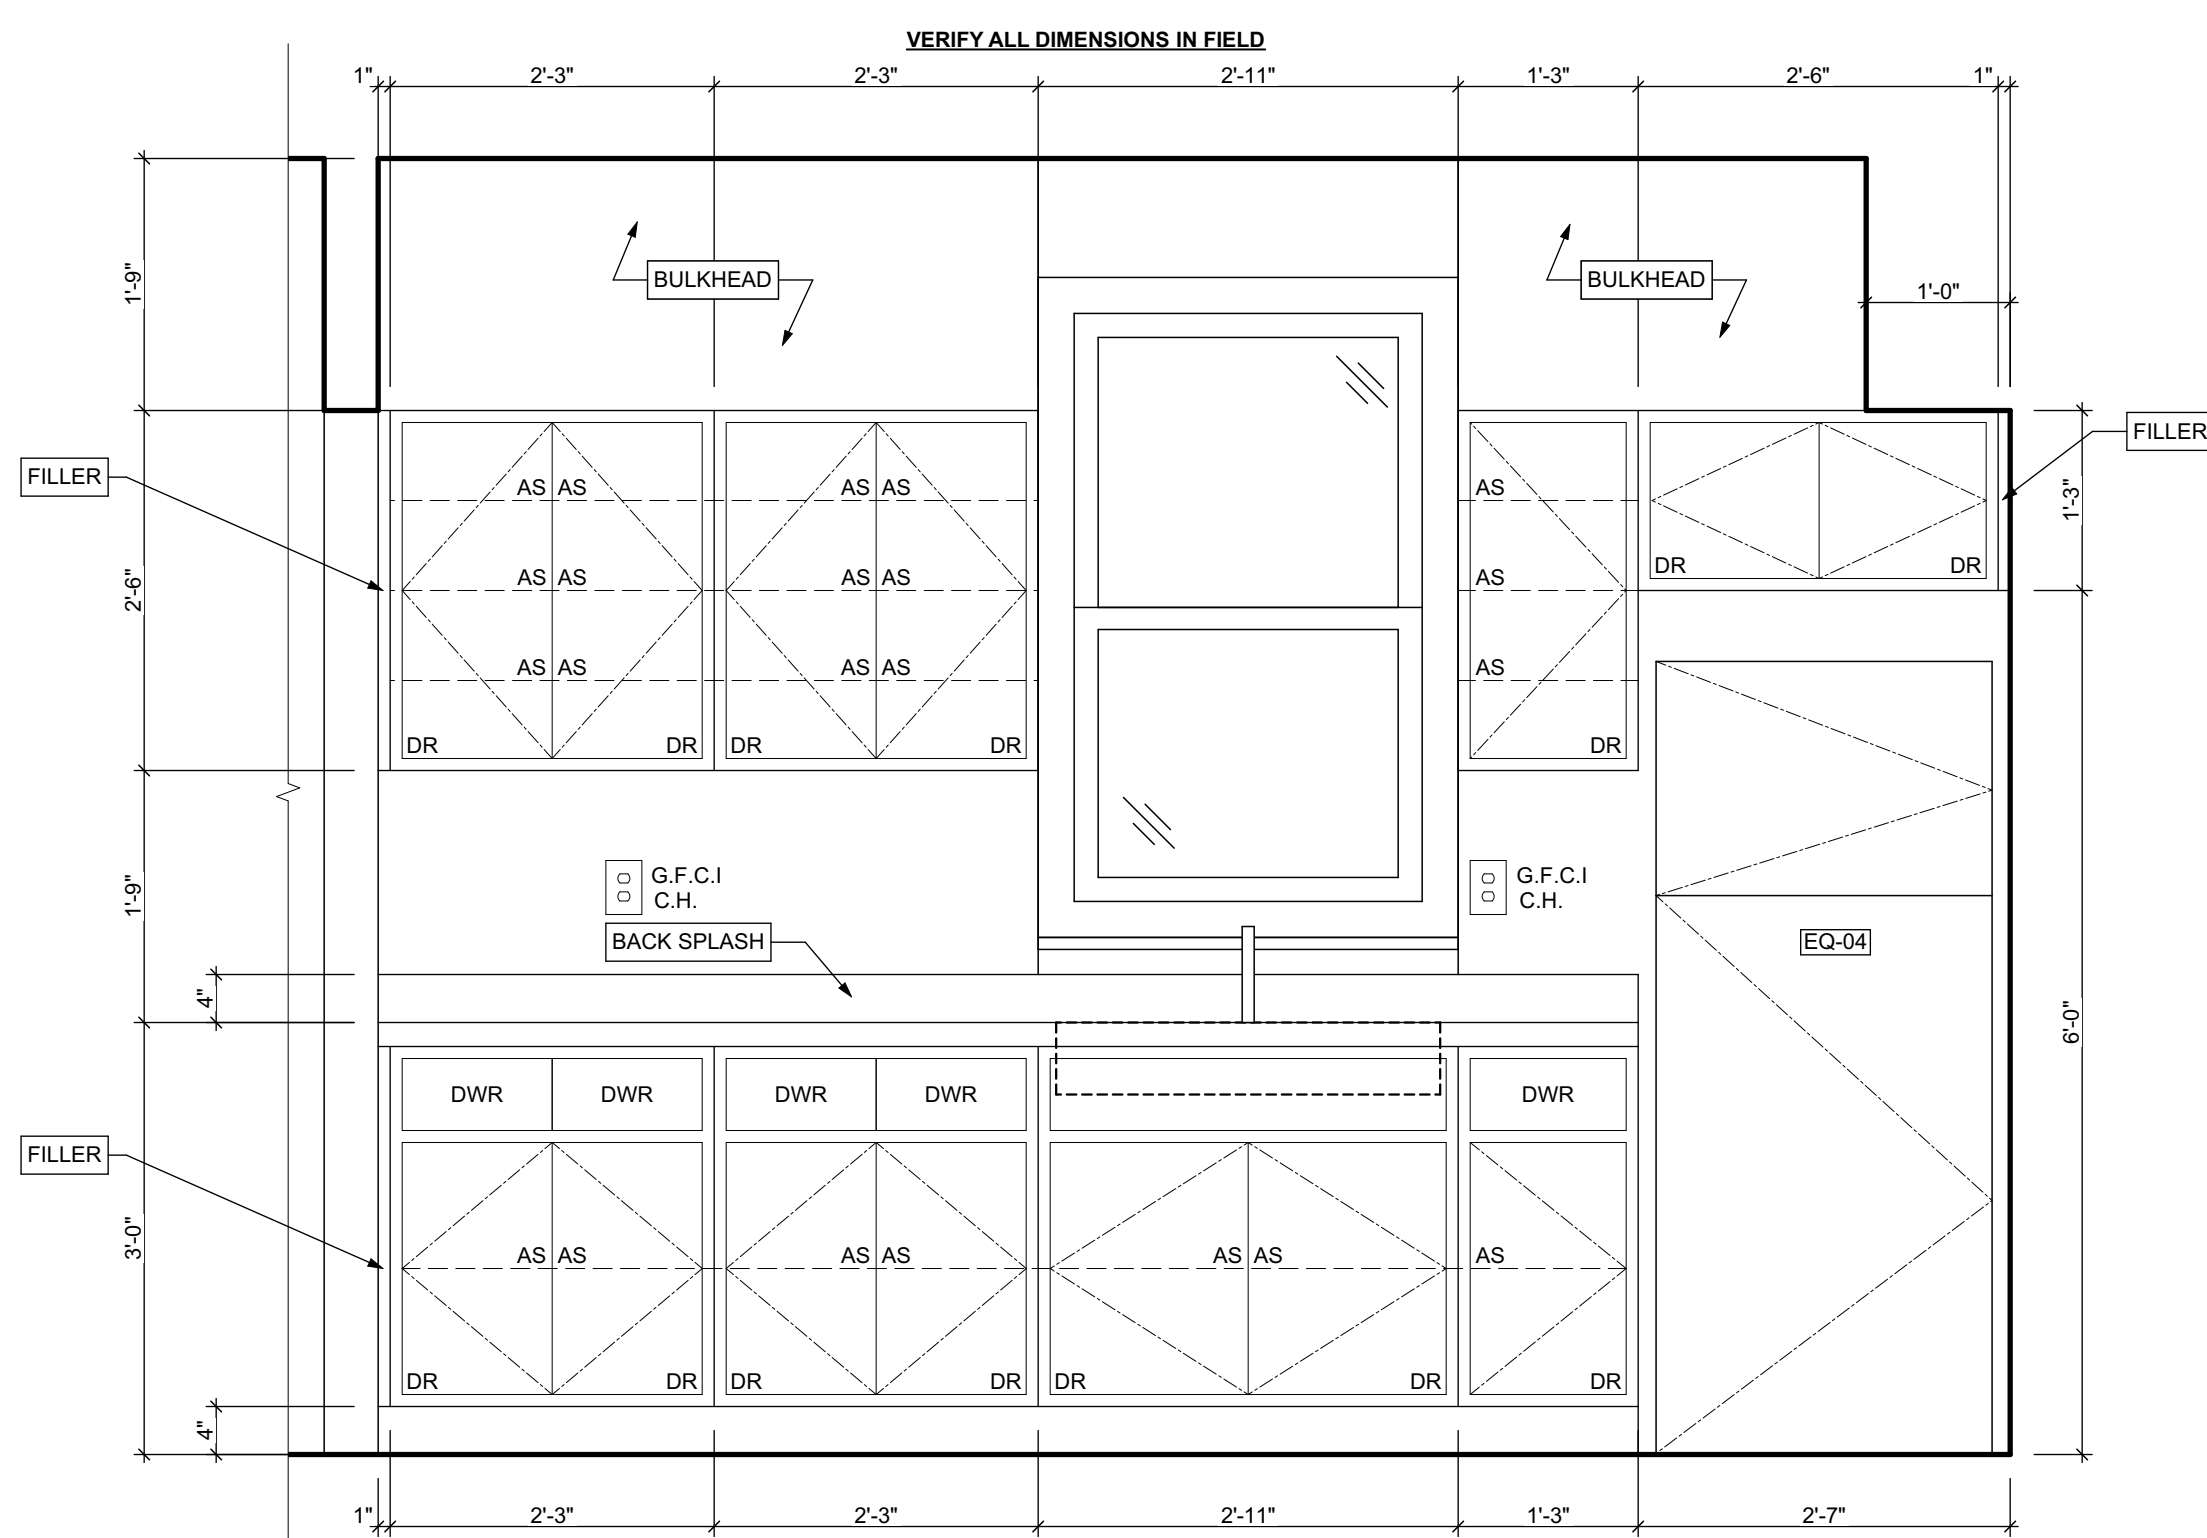 VERIFY ALL DIMENSIONS IN FIELD
1" 2'-3" 2'-3" 2'-11" 1'-3" 2'-6" 1"
1'-9"
BULKHEAD
BULKHEAD
1'-0"
FILLER
FILLER
AS AS AS AS AS
1'-3"
2'-6"
DR DR
AS AS AS AS AS
AS AS AS AS AS
DR DR DR DR DR
1'-9"
G.F.C.I
C.H.
G.F.C.I
C.H.
BACK SPLASH
EQ-04
4"
6'-0"
DWR DWR DWR DWR DWR
FILLER
3'-0"
AS AS AS AS AS AS AS
DR DR DR DR DR DR DR
4"
1" 2'-3" 2'-3" 2'-11" 1'-3" 2'-7"